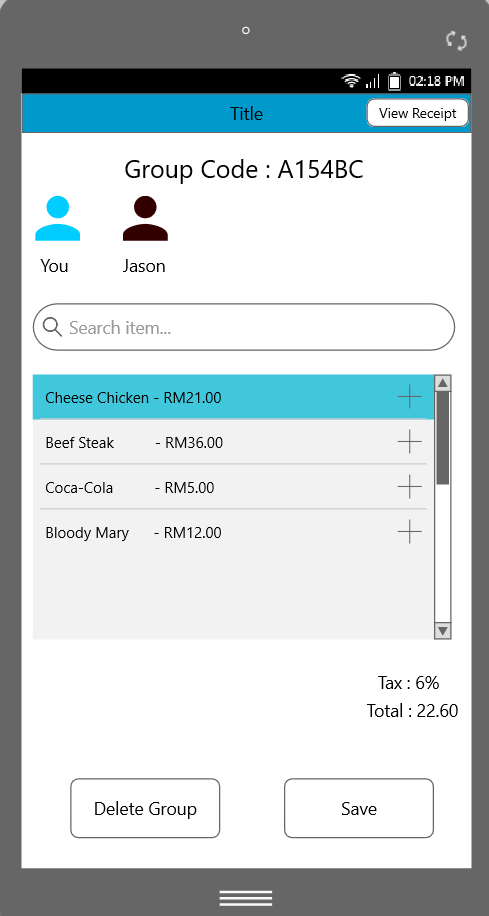 02:18 PM
Title
View Receipt
Group Code : A154BC
You
Jason
Search item...
Cheese Chicken - RM21.00
Beef Steak - RM36.00
Coca-Cola - RM5.00
Bloody Mary - RM12.00
Tax : 6%
Total : 22.60
Delete Group
Save